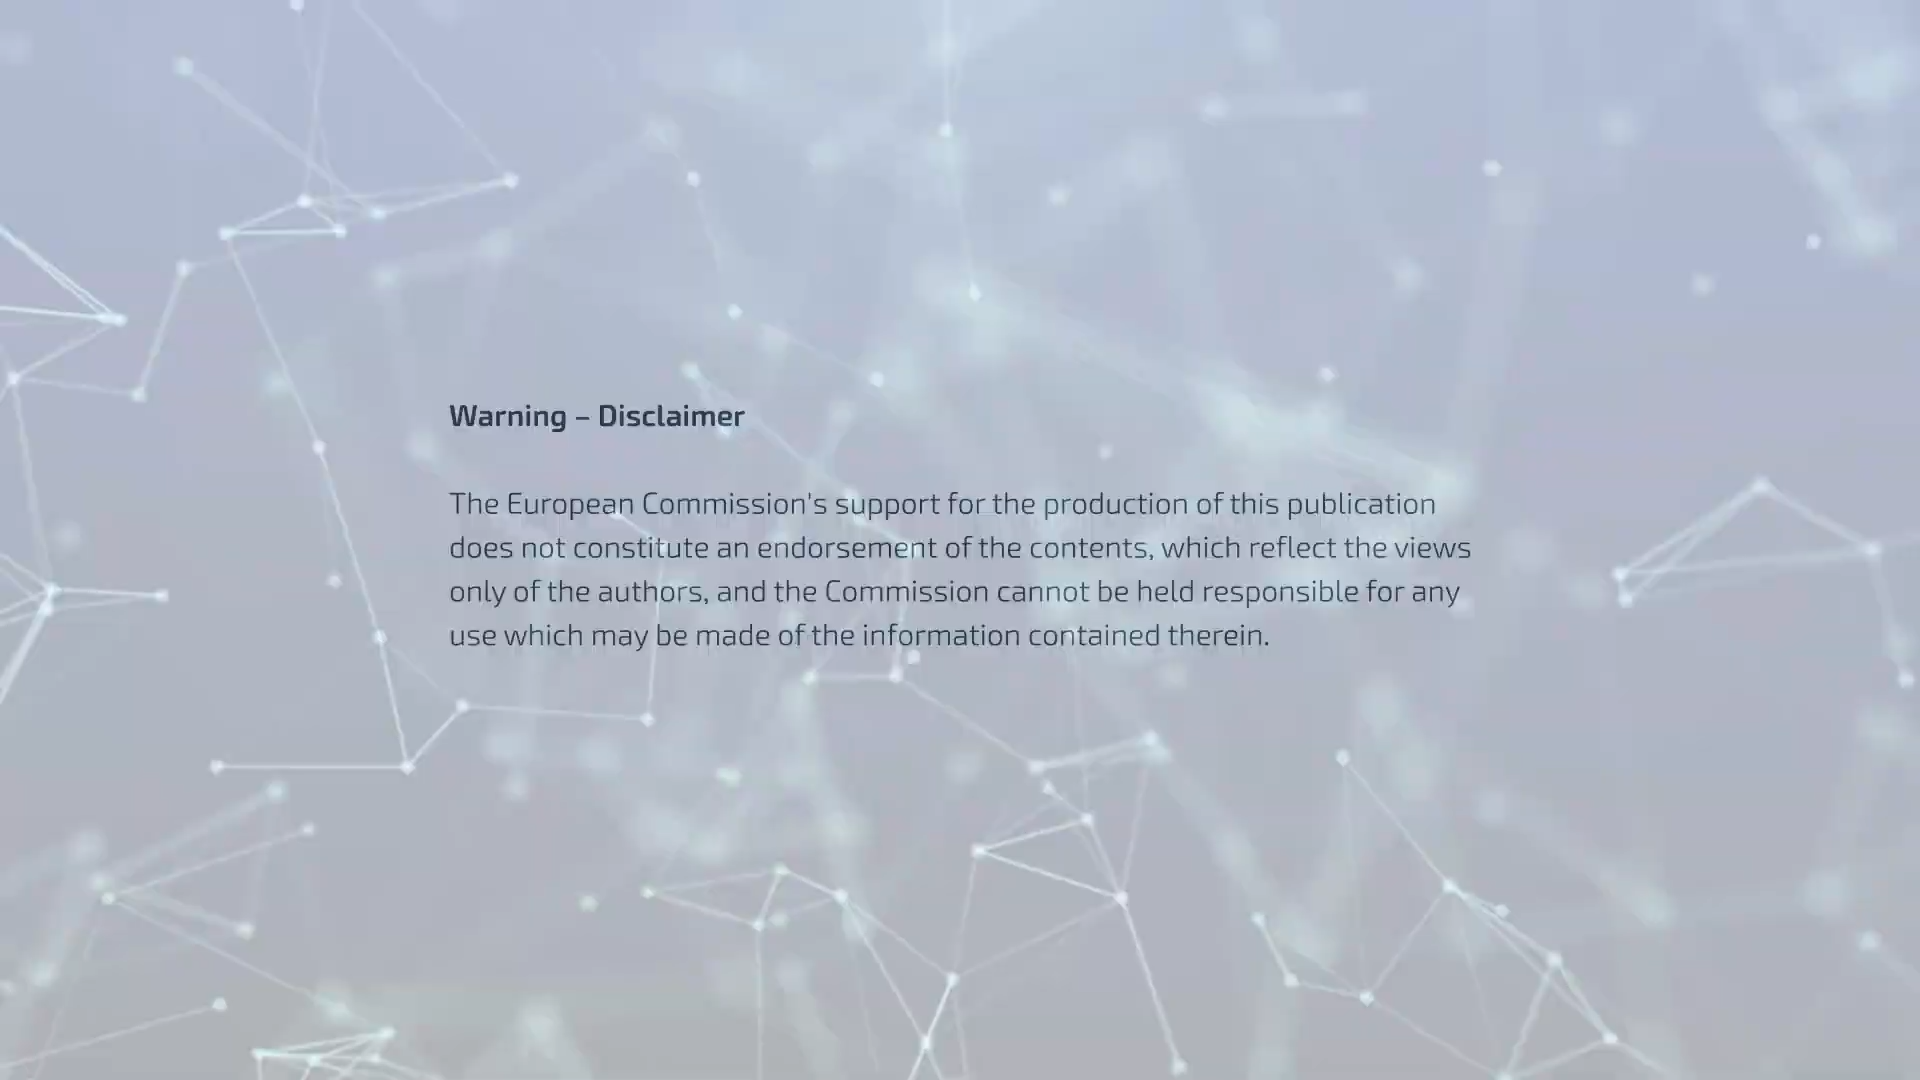 Warning – Disclaimer
The European Commission's support for the production of this publication
does not constitute an endorsement of the contents, which reflect the views
only of the authors, and the Commission cannot be held responsible for any
use which may be made of the information contained therein.